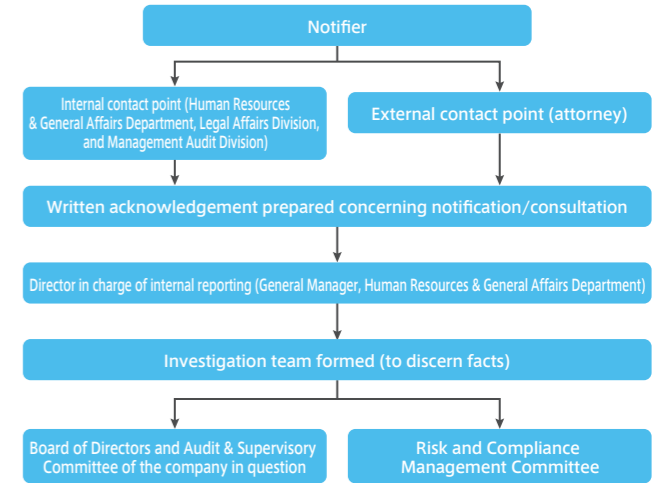 Notifier
Internal contact point (Human Resources
& General Affairs Department, Legal Affairs Division,
and Management Audit Division)
External contact point (attorney)
Written acknowledgement prepared concerning notification/consultation
Director in charge of internal reporting (General Manager, Human Resources & General Affairs Department)
Investigation team formed (to discern facts)
Board of Directors and Audit & Supervisory
Committee of the company in question
Risk and Compliance
Management Committee